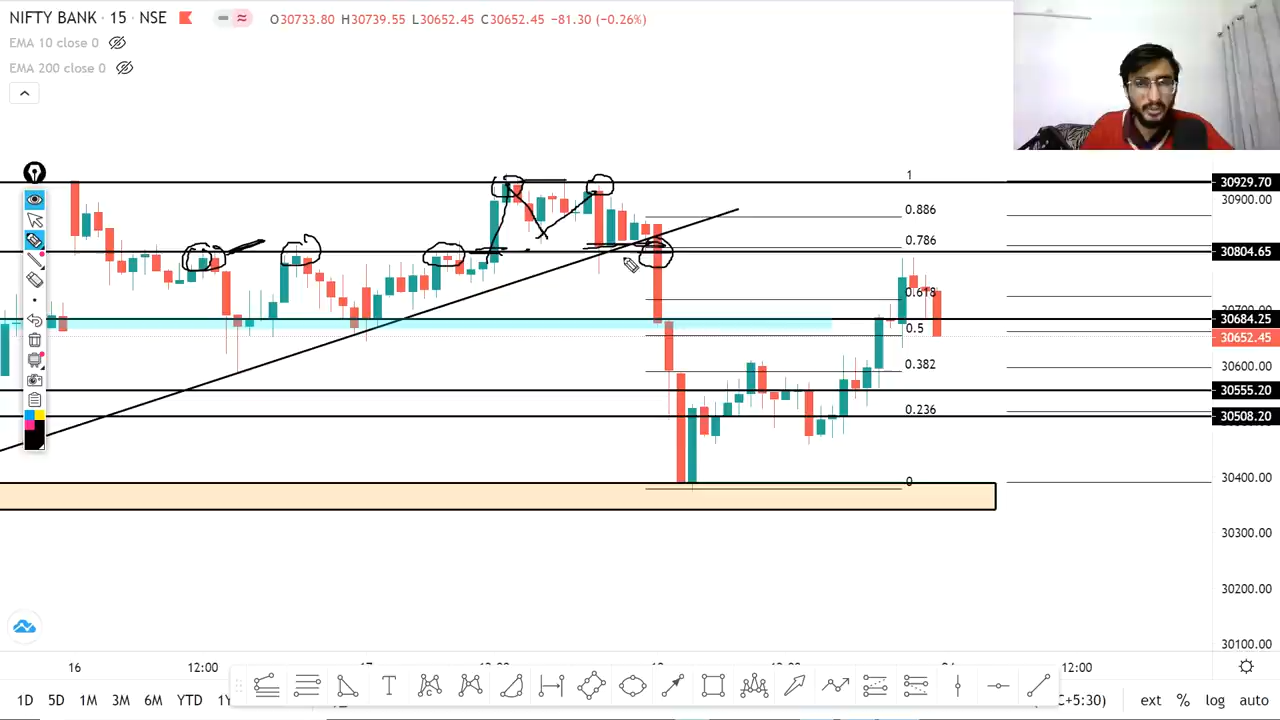 NIFTY BANK · 15 · NSE
O30733.80 H30739.55 L30652.45 C30652.45 −81.30 (−0.26%)
EMA 10 close 0
EMA 200 close 0
1
0.886
0.786
0.618
0.5
0.382
0.236
0
30929.70
30900.00
30804.65
30684.25
30652.45
30600.00
30555.20
30508.20
30400.00
30300.00
30200.00
30100.00
16
12:00
12:00
1D
5D
1M
3M
6M
YTD
1Y
+5:30)
ext
%
log
auto